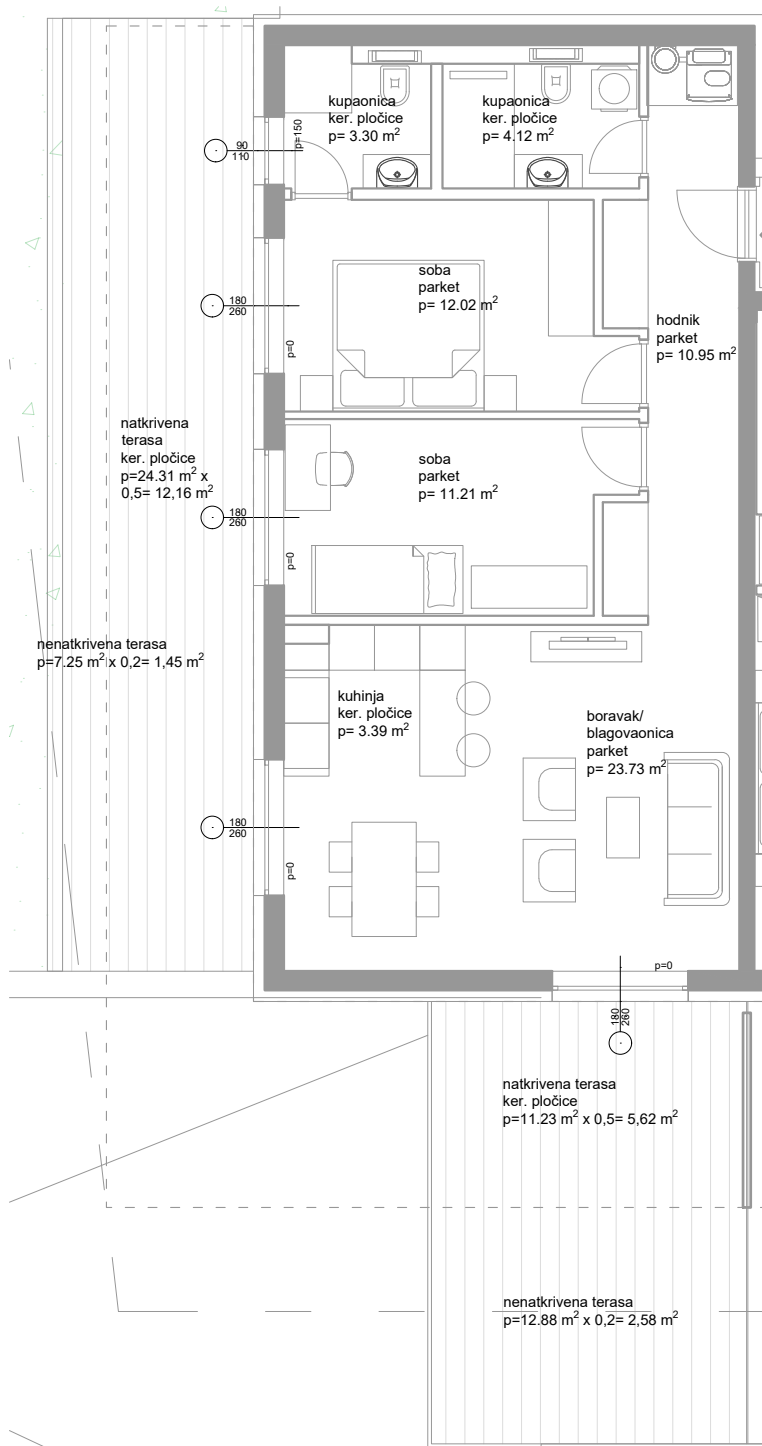 kupaonica
ker. pločice
p= 3.30 m²
kupaonica
ker. pločice
p= 4.12 m²
p=150
90
110
soba
parket
p= 12.02 m²
180
260
p=0
hodnik
parket
p= 10.95 m²
natkrivena
terasa
ker. pločice
p=24.31 m² x
0,5= 12,16 m²
soba
parket
p= 11.21 m²
180
260
p=0
nenatkrivena terasa
p=7.25 m² x 0,2= 1,45 m²
kuhinja
ker. pločice
p= 3.39 m²
boravak/
blagovaonica
parket
p= 23.73 m²
180
260
p=0
p=0
180
260
natkrivena terasa
ker. pločice
p=11.23 m² x 0,5= 5,62 m²
nenatkrivena terasa
p=12.88 m² x 0,2= 2,58 m²